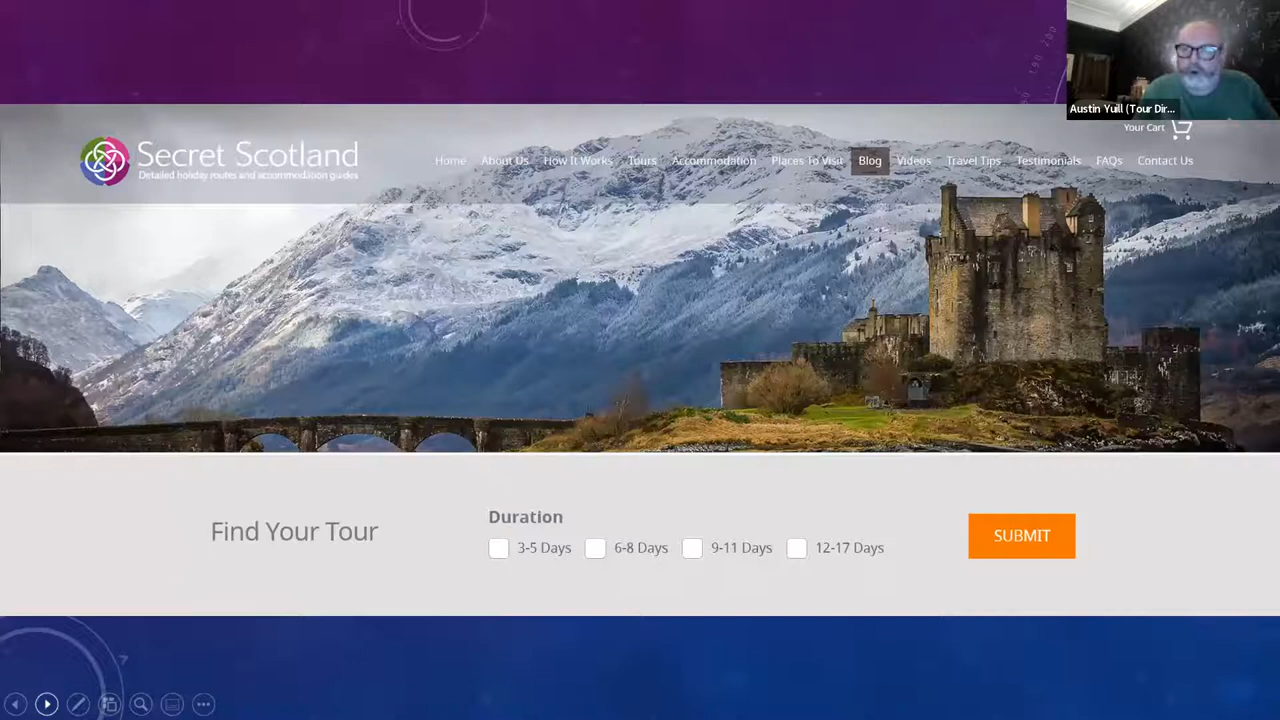 Austin Yuill (Tour Dir...
Your Cart
Secret Scotland
Detailed holiday routes and accommodation guides
Home About Us How It Works Tours Accommodation Places To Visit Blog Videos Travel Tips Testimonials FAQs Contact Us
Find Your Tour
Duration
3-5 Days 6-8 Days 9-11 Days 12-17 Days
SUBMIT